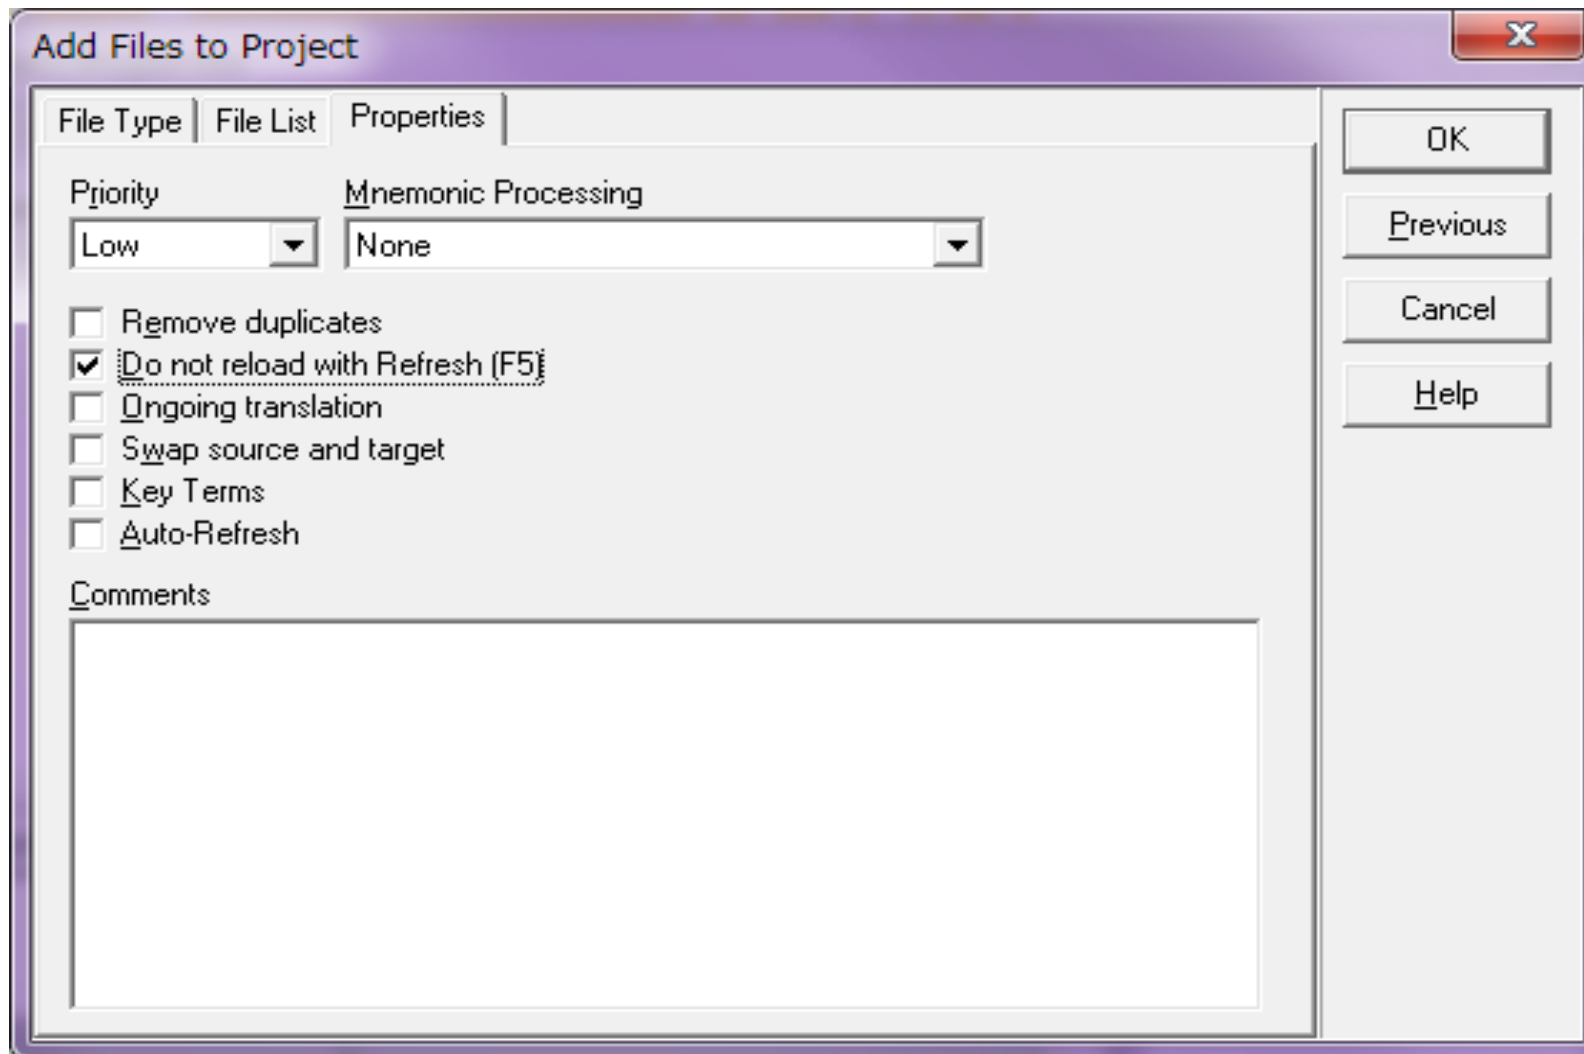 Add Files to Project
File Type File List Properties
OK
Priority Mnemonic Processing
Previous
Low None
Cancel
Remove duplicates
Do not reload with Refresh (F5)
Ongoing translation
Help
Swap source and target
Key Terms
Auto-Refresh
Comments